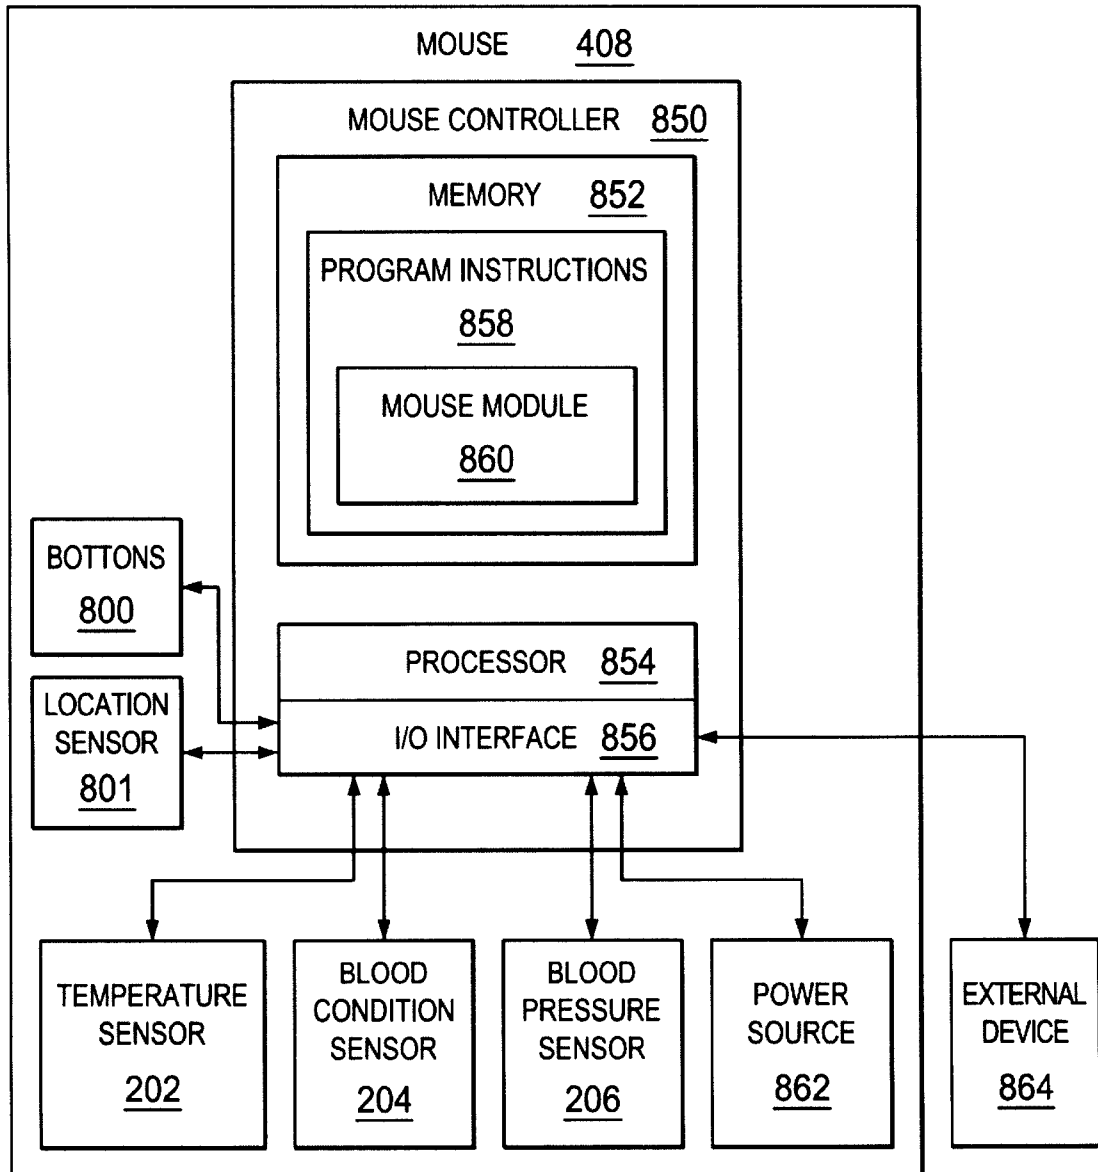 MOUSE 408
MOUSE CONTROLLER 850
MEMORY 852
PROGRAM INSTRUCTIONS
858
MOUSE MODULE
860
BOTTONS
800
PROCESSOR 854
LOCATION
SENSOR
801
I/O INTERFACE 856
TEMPERATURE
SENSOR
202
BLOOD
CONDITION
SENSOR
204
BLOOD
PRESSURE
SENSOR
206
POWER
SOURCE
862
EXTERNAL
DEVICE
864